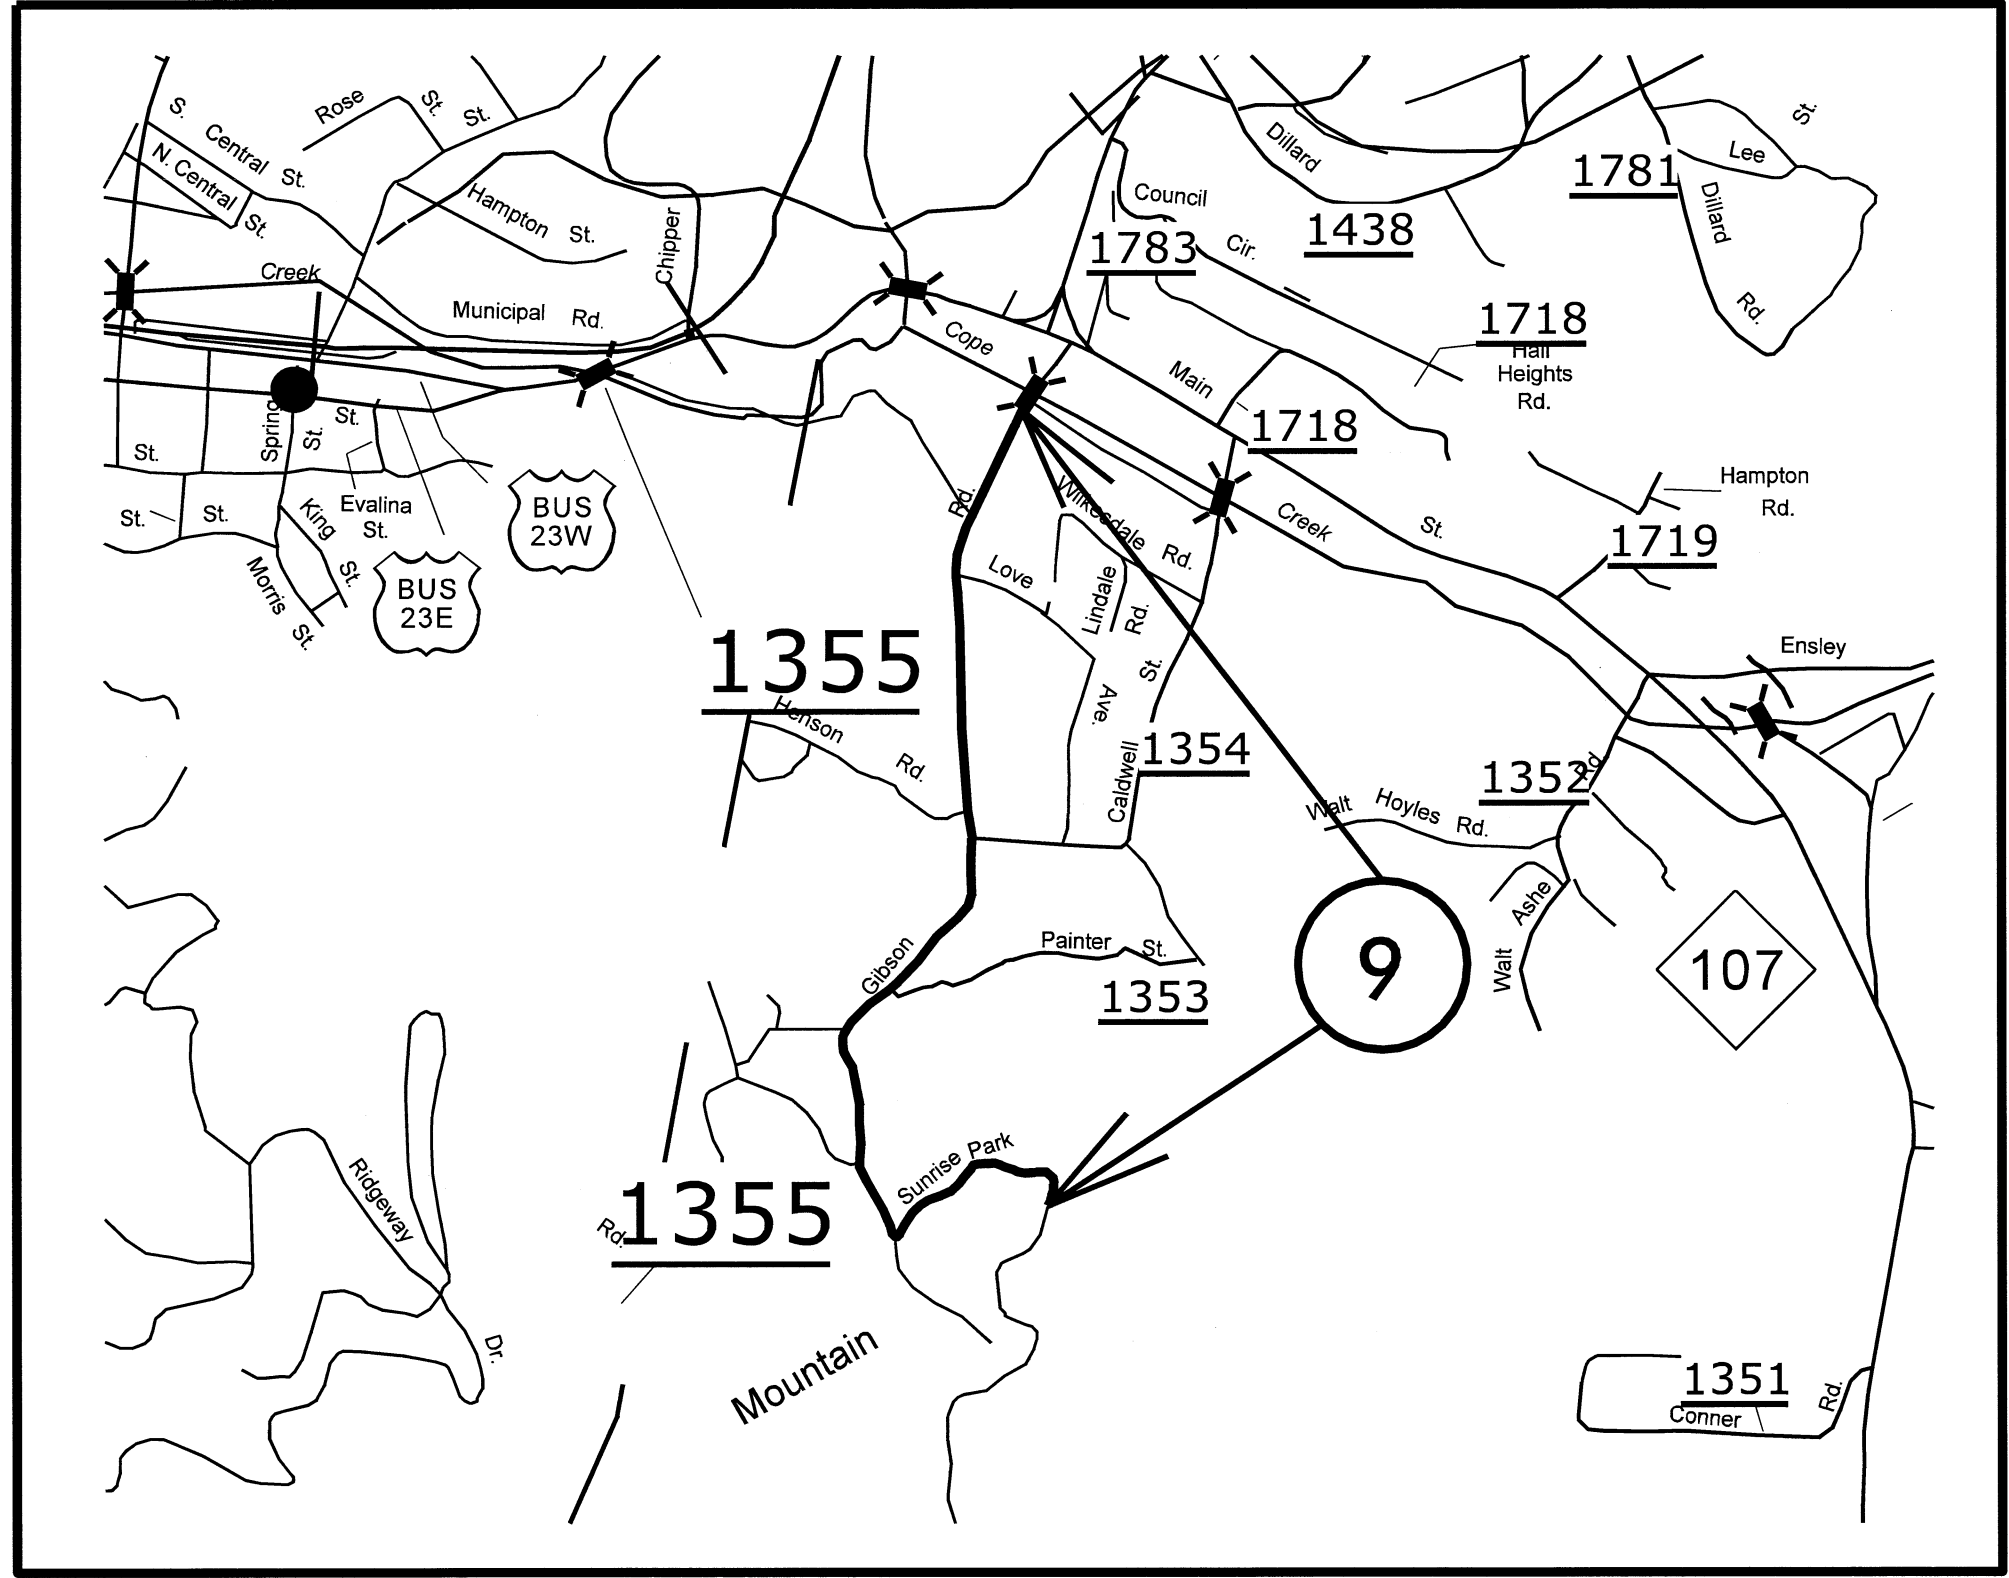 S. Central St.
N. Central St.
Rose St.
St.
Hampton St.
Chipper
Creek
Municipal Rd.
Council Cir.
Dillard
Lee St.
Dillard Rd.
1781
1438
1783
1718
Hall
Heights
Rd.
Cope
Main
1718
Spring St.
St.
St.
St.
St.
Evalina
St.
King St.
Morris St.
BUS
23W
BUS
23E
Rd.
Wilkesdale Rd.
Creek
St.
Hampton
Rd.
1719
Love
Lindale
Rd.
Ave.
St.
Ensley
1355
Henson Rd.
1354
Caldwell
1352
Rd.
Walt Hoyles Rd.
Ashe
Walt
Gibson
Painter St.
1353
9
107
Sunrise Park
Ridgeway
Rd.
1355
Dr.
Mountain
1351
Conner Rd.